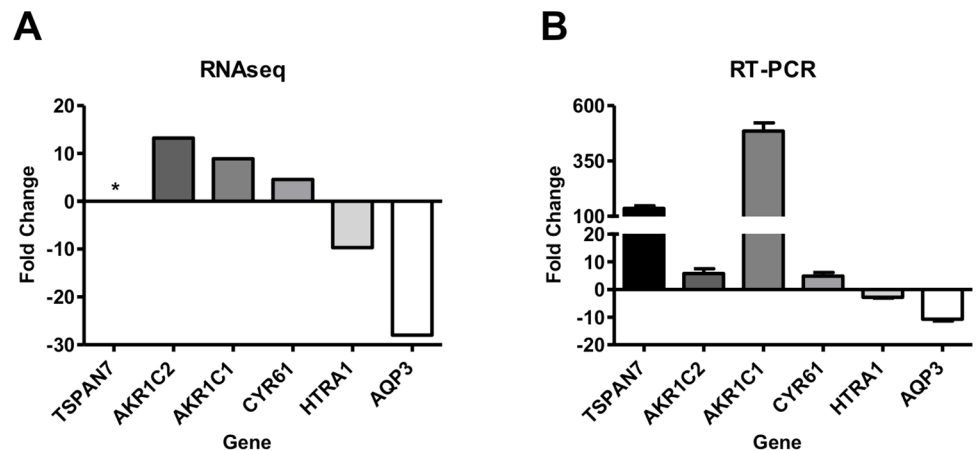 A
RNAseq
Fold Change
20
10
0
-10
-20
-30
*
TSPAN7
AKR1C2
AKR1C1
CYR61
HTRA1
AQP3
Gene
B
RT-PCR
Fold Change
600
350
100
20
10
0
-10
-20
TSPAN7
AKR1C2
AKR1C1
CYR61
HTRA1
AQP3
Gene